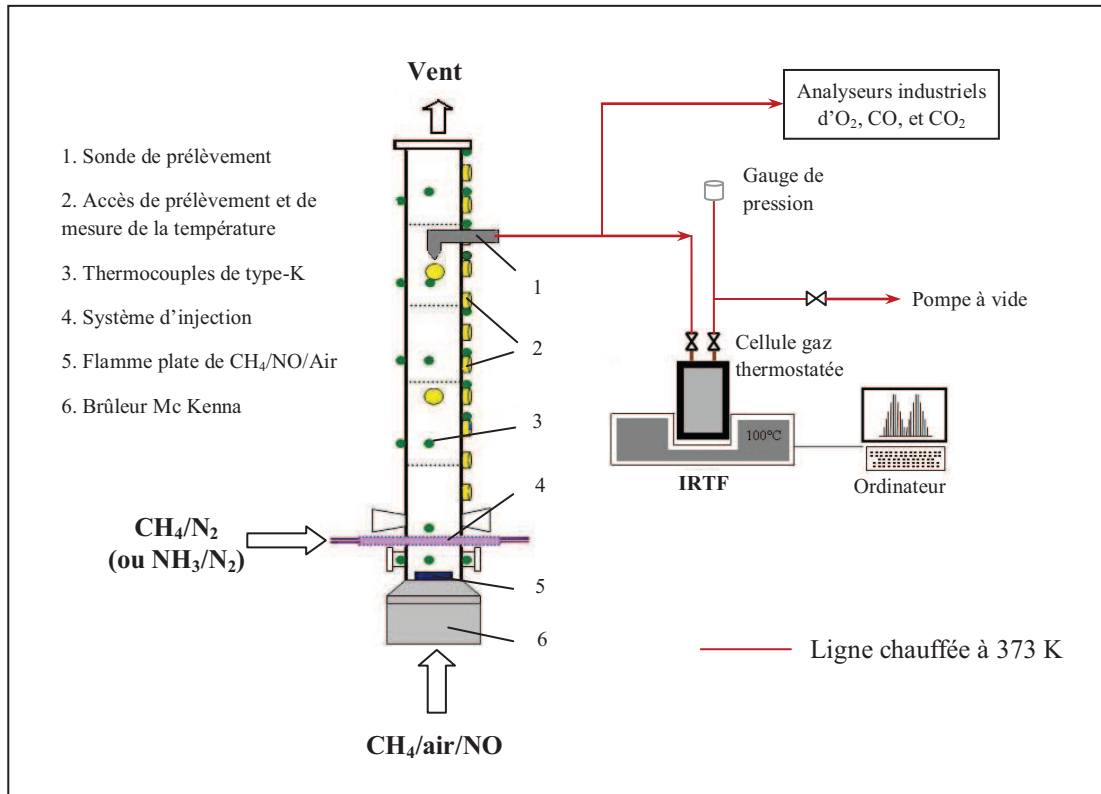 Vent
1. Sonde de prélèvement
2. Accès de prélèvement et de
mesure de la température
3. Thermocouples de type-K
4. Système d’injection
5. Flamme plate de CH₄/NO/Air
6. Brûleur Mc Kenna
Analyseurs industriels
d’O₂, CO, et CO₂
Gauge de
pression
Pompe à vide
Cellule gaz
thermostatée
100°C
IRTF
Ordinateur
1
2
3
4
5
6
CH₄/N₂
(ou NH₃/N₂)
CH₄/air/NO
Ligne chauffée à 373 K